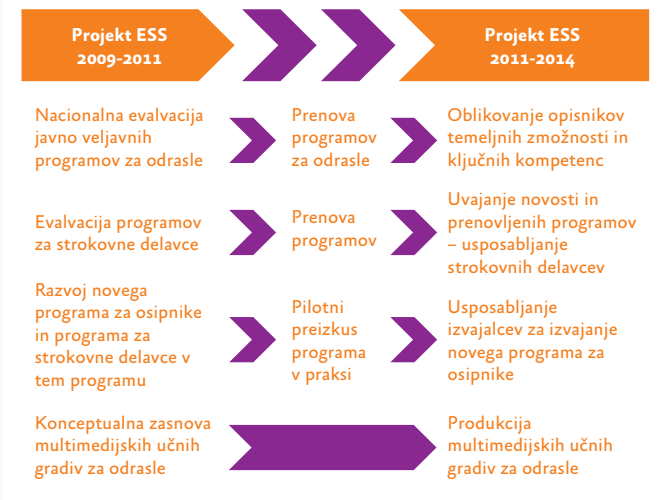 Projekt ESS
2009-2011
Projekt ESS
2011-2014
Nacionalna evalvacija
javno veljavnih
programov za odrasle
Prenova
programov
za odrasle
Oblikovanje opisnikov
temeljnih zmožnosti in
ključnih kompetenc
Evalvacija programov
za strokovne delavce
Prenova
programov
Uvajanje novosti in
prenovljenih programov
– usposabljanje
strokovnih delavcev
Razvoj novega
programa za osipnike
in programa za
strokovne delavce v
tem programu
Pilotni
preizkus
programa
v praksi
Usposabljanje
izvajalcev za izvajanje
novega programa za
osipnike
Konceptualna zasnova
multimedijskih učnih
gradiv za odrasle
Produkcija
multimedijskih učnih
gradiv za odrasle